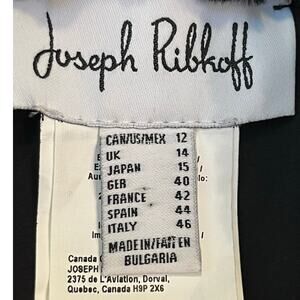 Joseph Ribkoff
CAN/US/MEX 12
UK 14
JAPAN 15
GER 40
FRANCE 42
SPAIN 44
ITALY 46
MADE IN/FAIT EN
BULGARIA
Canada
JOSEPH
2375 de L'Aviation, Dorval,
Quebec, Canada H9P 2X6